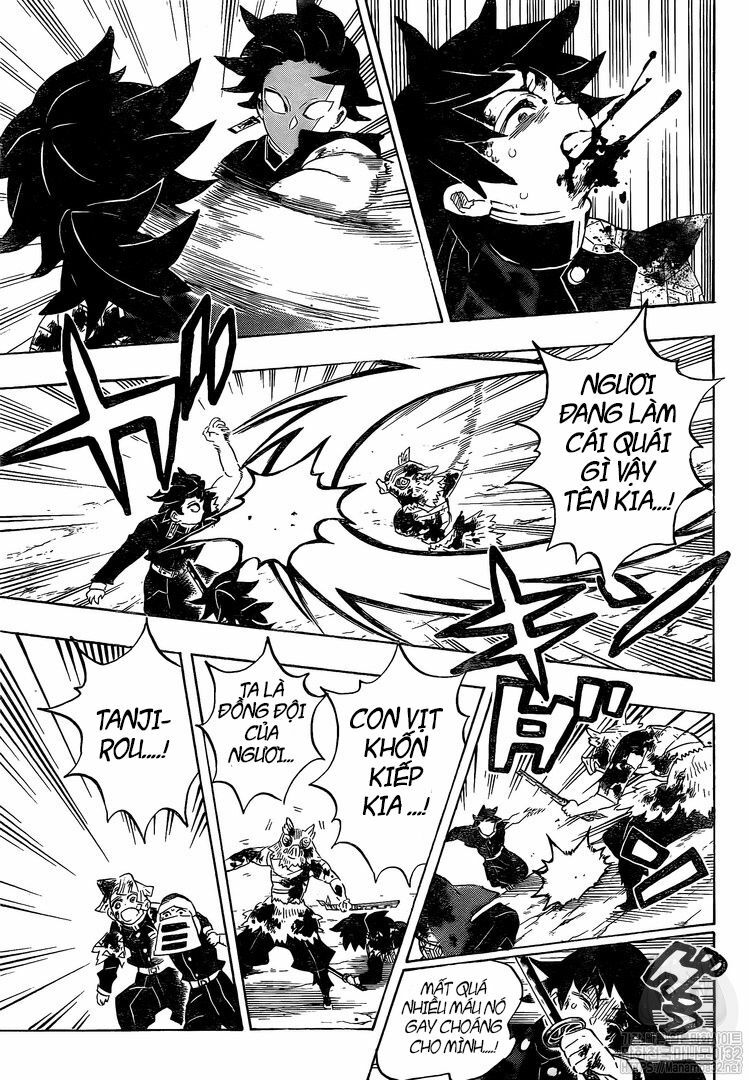 NGƯƠI
ĐANG LÀM
CÁI QUÁI
GÌ VẬY
TÊN KIA...!
CON VỊT
KHỐN
KIẾP
KIA ...!
TA LÀ
ĐỒNG ĐỘI
CỦA
NGƯƠI...
TANJI-
ROU....!
MẤT QUÁ
NHIỀU MÁU NÓ
GAY CHOÁNG
CHO MÌNH....!